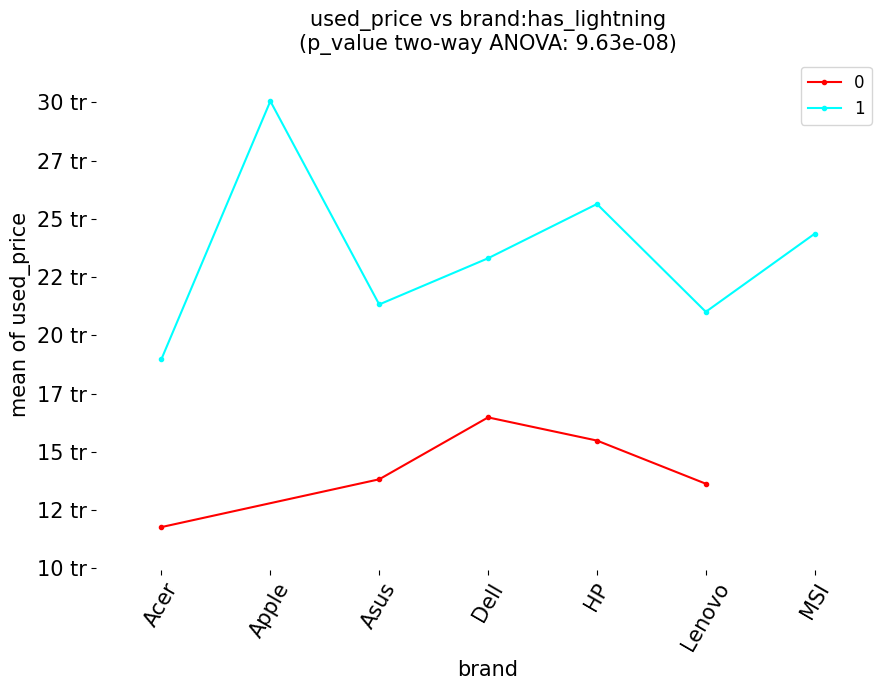 used_price vs brand:has_lightning
(p_value two-way ANOVA: 9.63e-08)
0
1
30 tr
27 tr
25 tr
22 tr
20 tr
17 tr
15 tr
12 tr
10 tr
mean of used_price
Acer
Apple
Asus
Dell
HP
Lenovo
MSI
brand